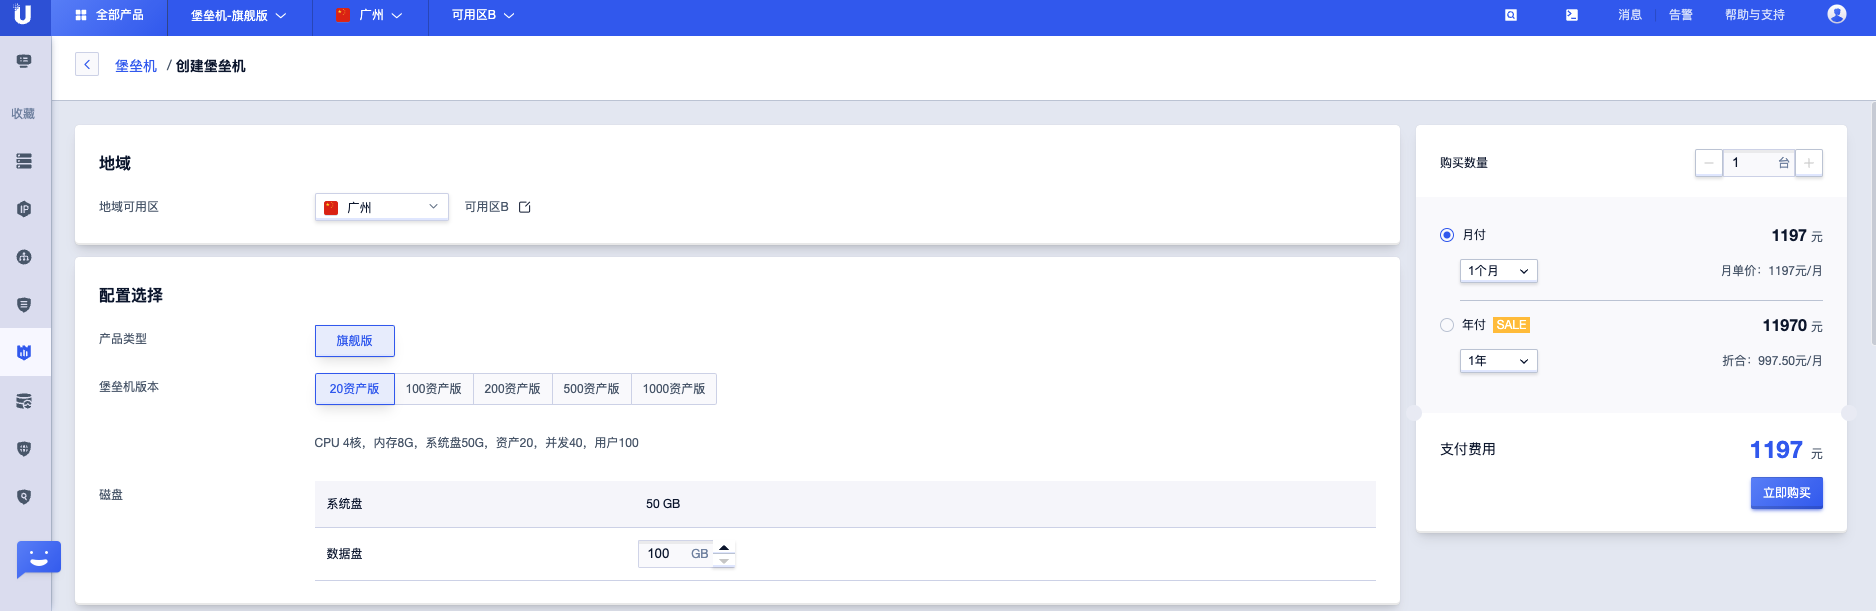 全部产品 堡垒机-旗舰版 广州 可用区B 消息 告警 帮助与支持
堡垒机 / 创建堡垒机
收藏
地域
地域可用区 广州 可用区B
配置选择
产品类型 旗舰版
堡垒机版本 20资产版 100资产版 200资产版 500资产版 1000资产版
CPU 4核，内存8G，系统盘50G，资产20，并发40，用户100
磁盘
系统盘 50 GB
数据盘 100 GB
购买数量 1 台
月付 1197 元
1个月 月单价：1197元/月
年付 SALE 11970 元
1年 折合：997.50元/月
支付费用 1197 元
立即购买